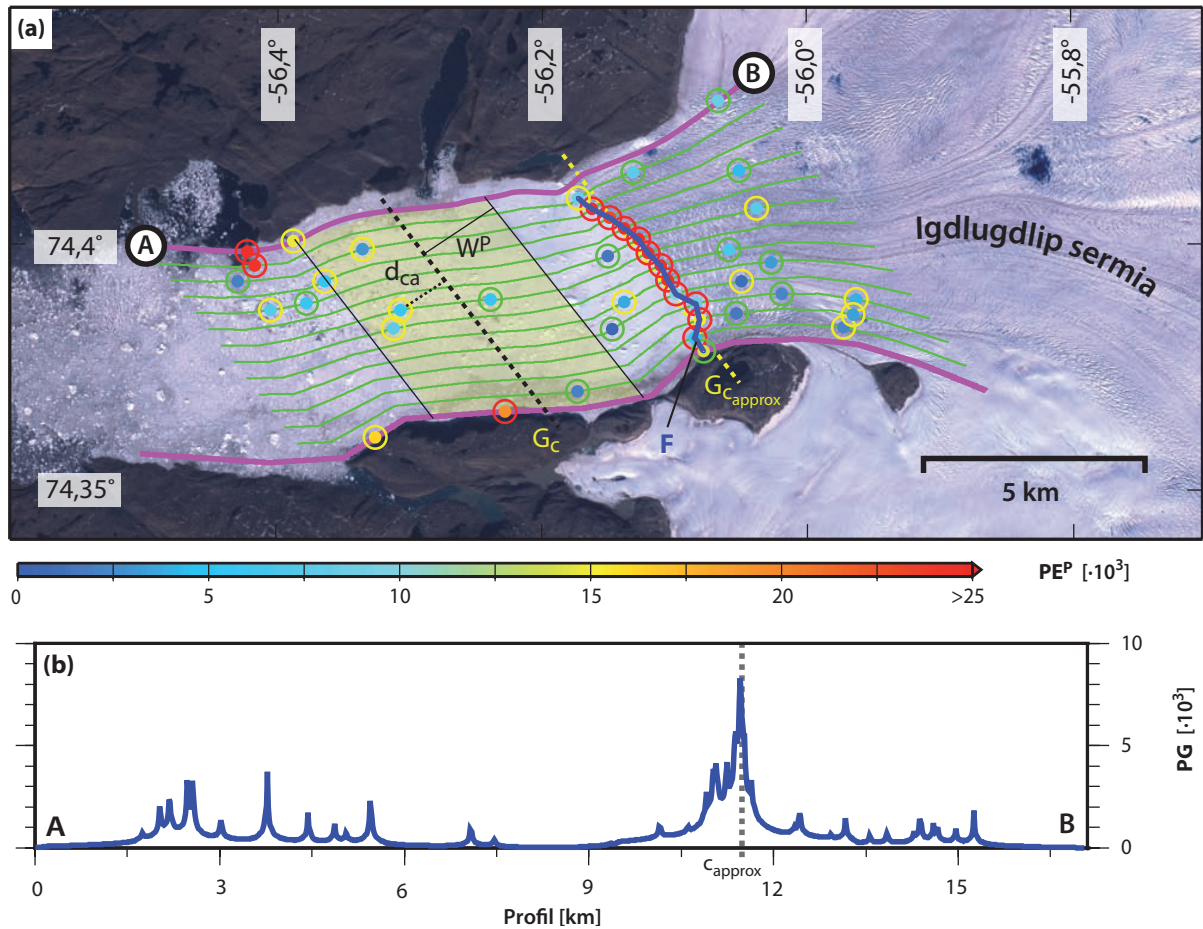 (a)
-56,4°
-56,2°
-56,0°
-55,8°
B
A
74,4°
Igdlugdlip sermia
W^P
d_ca
G_c_approx
G_c
F
74,35°
5 km
0 5 10 15 20 >25
PE^P [·10^3]
(b)
10
5
0
PG [·10^3]
A
B
c_approx
0 3 6 9 12 15
Profil [km]